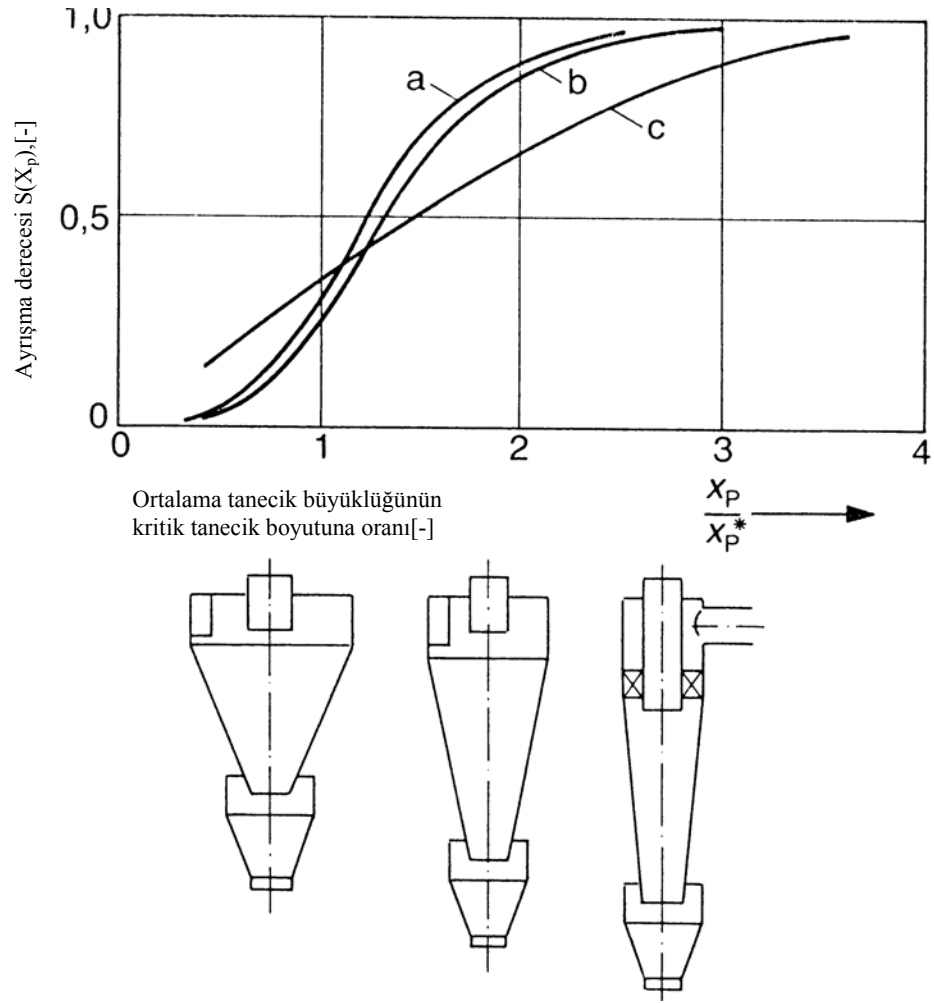 1,0
a
b
c
Ayrışma derecesi S(Xp),[-]
0,5
0
0
1
2
3
4
Ortalama tanecik büyüklüğünün
kritik tanecik boyutuna oranı[-]
xP
xP*